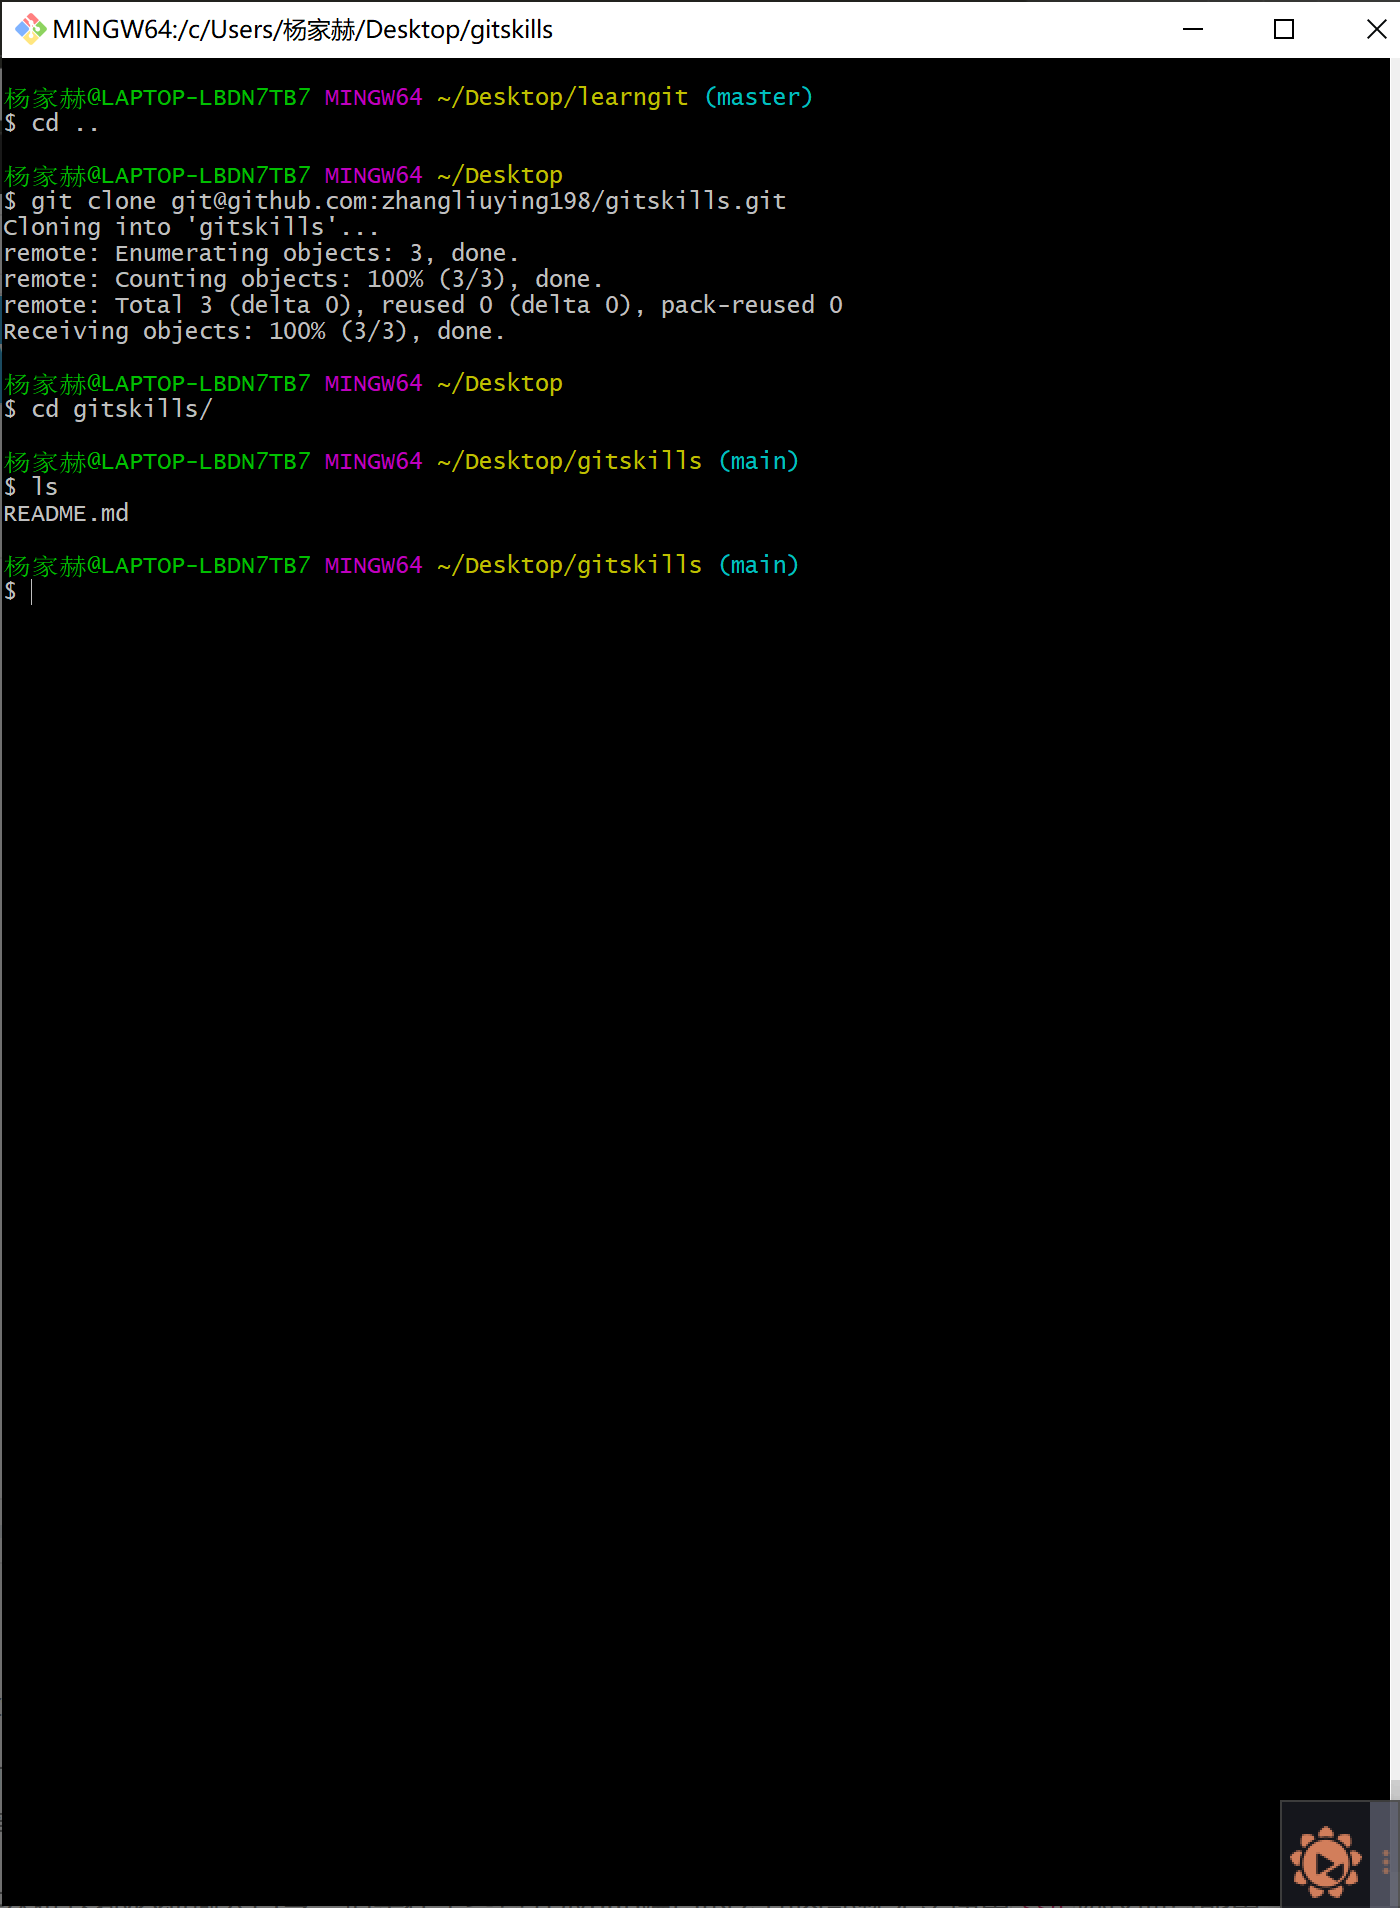 MINGW64:/c/Users/杨家赫/Desktop/gitskills
杨家赫@LAPTOP-LBDN7TB7 MINGW64 ~/Desktop/learngit (master)
$ cd ..
杨家赫@LAPTOP-LBDN7TB7 MINGW64 ~/Desktop
$ git clone git@github.com:zhangliuying198/gitskills.git
Cloning into 'gitskills'...
remote: Enumerating objects: 3, done.
remote: Counting objects: 100% (3/3), done.
remote: Total 3 (delta 0), reused 0 (delta 0), pack-reused 0
Receiving objects: 100% (3/3), done.
杨家赫@LAPTOP-LBDN7TB7 MINGW64 ~/Desktop
$ cd gitskills/
杨家赫@LAPTOP-LBDN7TB7 MINGW64 ~/Desktop/gitskills (main)
$ ls
README.md
杨家赫@LAPTOP-LBDN7TB7 MINGW64 ~/Desktop/gitskills (main)
$